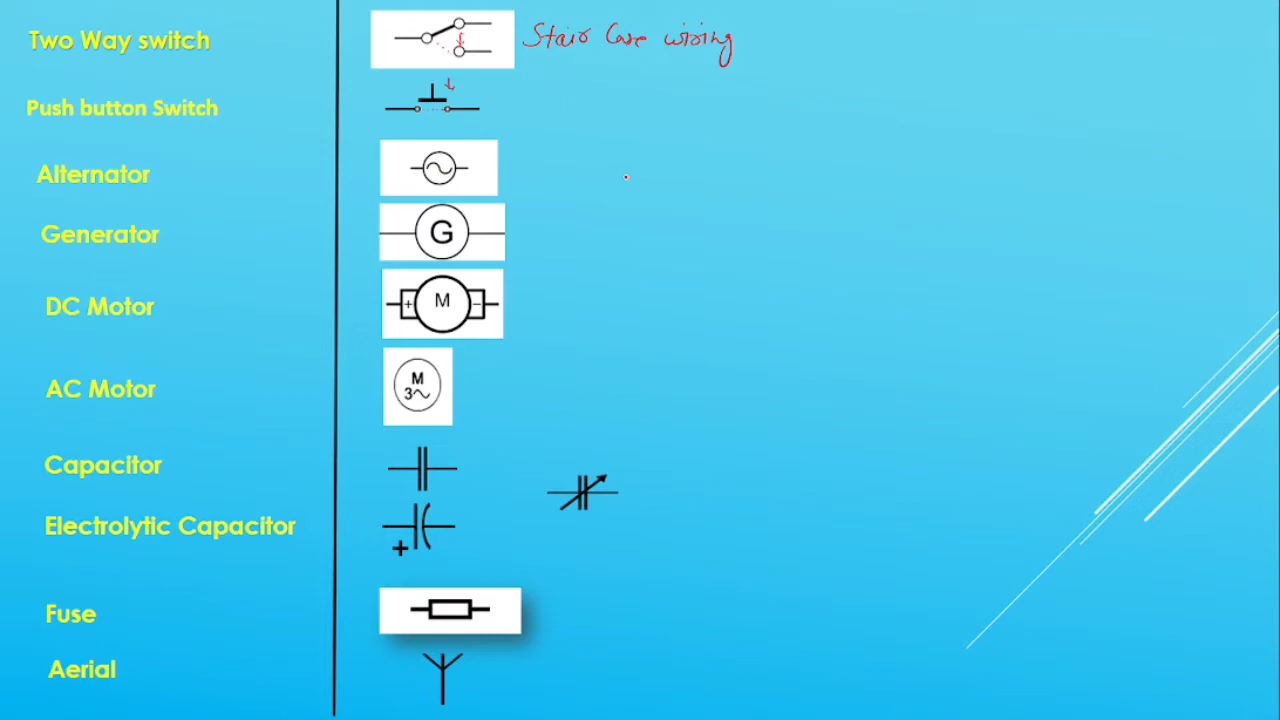 Two Way switch
Stair Case wiring
Push button Switch
Alternator
Generator
G
DC Motor
+ M −
AC Motor
M
3~
Capacitor
Electrolytic Capacitor
+
Fuse
Aerial